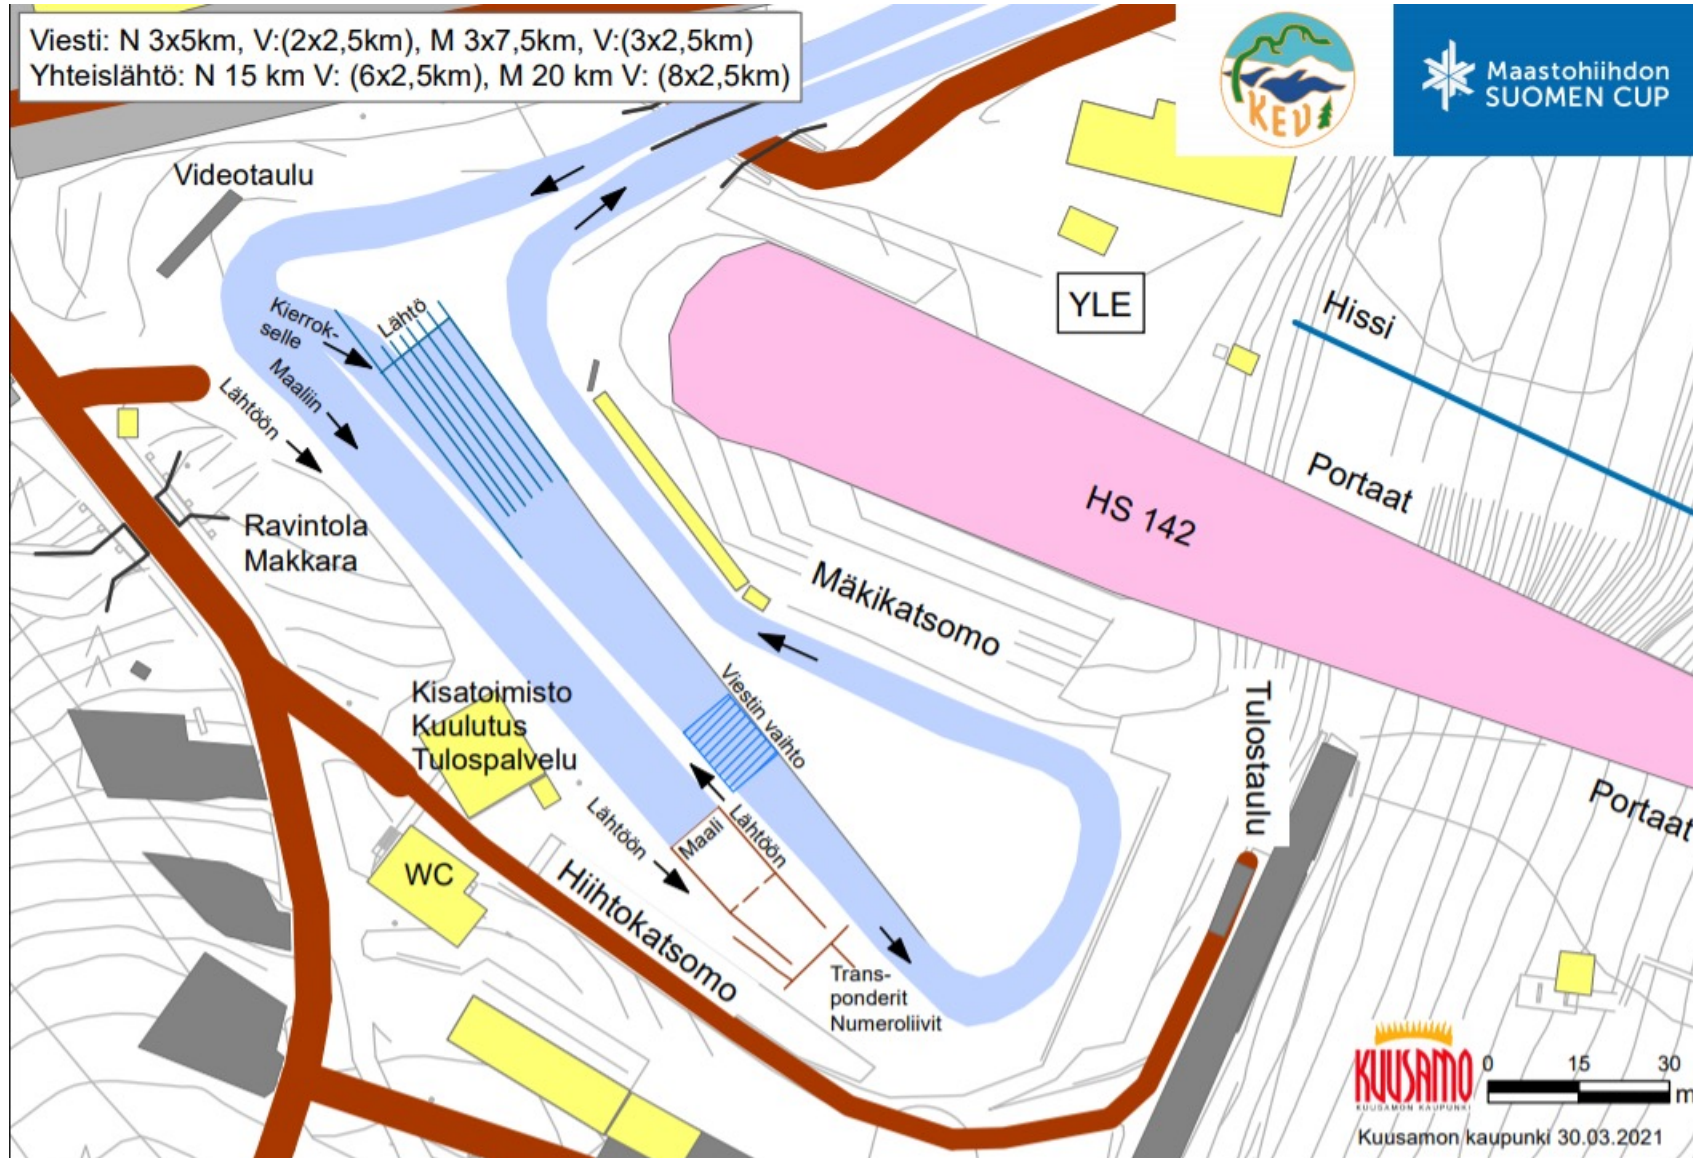 Viesti: N 3x5km, V:(2x2,5km), M 3x7,5km, V:(3x2,5km)
Yhteislähtö: N 15 km V: (6x2,5km), M 20 km V: (8x2,5km)
KEV
Maastohiihdon
SUOMEN CUP
Videotaulu
YLE
Hissi
Kierrok-
selle
Lähtö
Maaliin
Lähtöön
Portaat
HS 142
Ravintola
Makkara
Mäkikatsomo
Kisatoimisto
Kuulutus
Tulospalvelu
Viestin vaihto
Tulostaulu
Portaat
Lähtöön
Maali
Lähtöön
WC
Hiihtokatsomo
Trans-
ponderit
Numeroliivit
KUUSAMO
KUUSAMON KAUPUNKI
0 15 30
m
Kuusamon kaupunki 30.03.2021